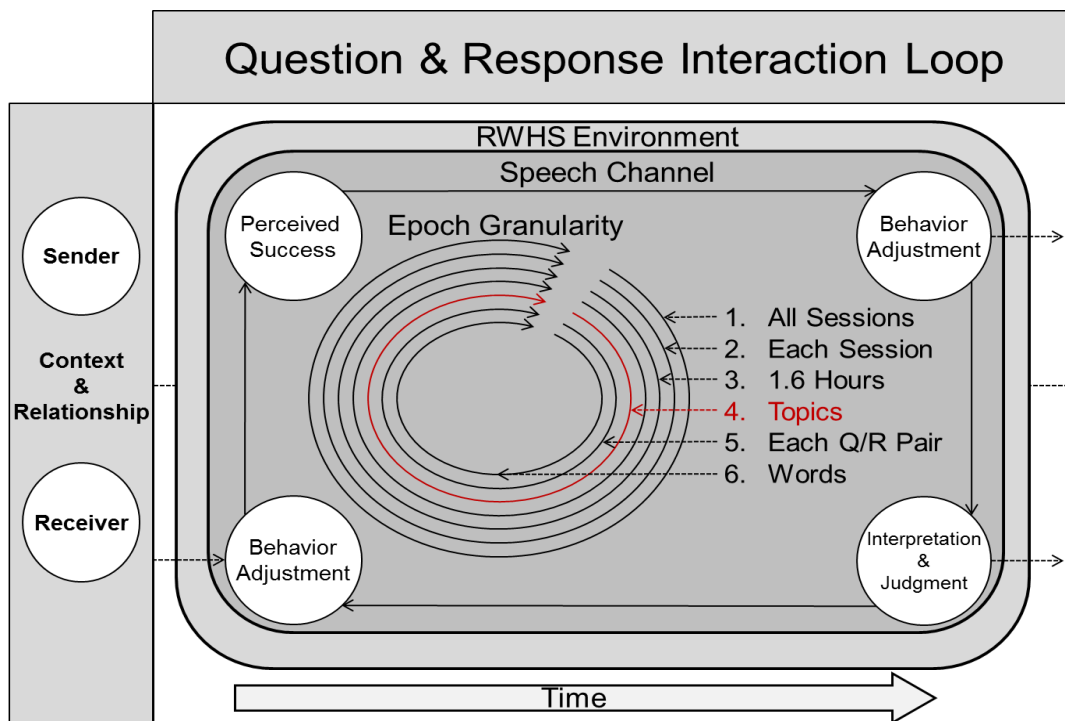 Question & Response Interaction Loop
RWHS Environment
Speech Channel
Sender
Context
&
Relationship
Receiver
Perceived
Success
Epoch Granularity
Behavior
Adjustment
1. All Sessions
2. Each Session
3. 1.6 Hours
4. Topics
5. Each Q/R Pair
6. Words
Behavior
Adjustment
Interpretation
&
Judgment
Time